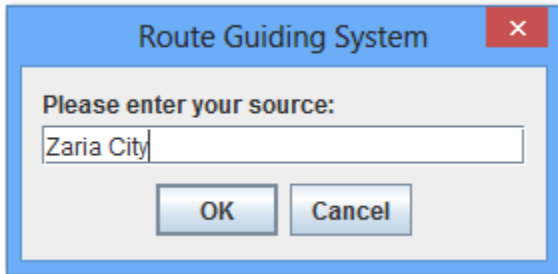 Route Guiding System
Please enter your source:
Zaria City
OK Cancel